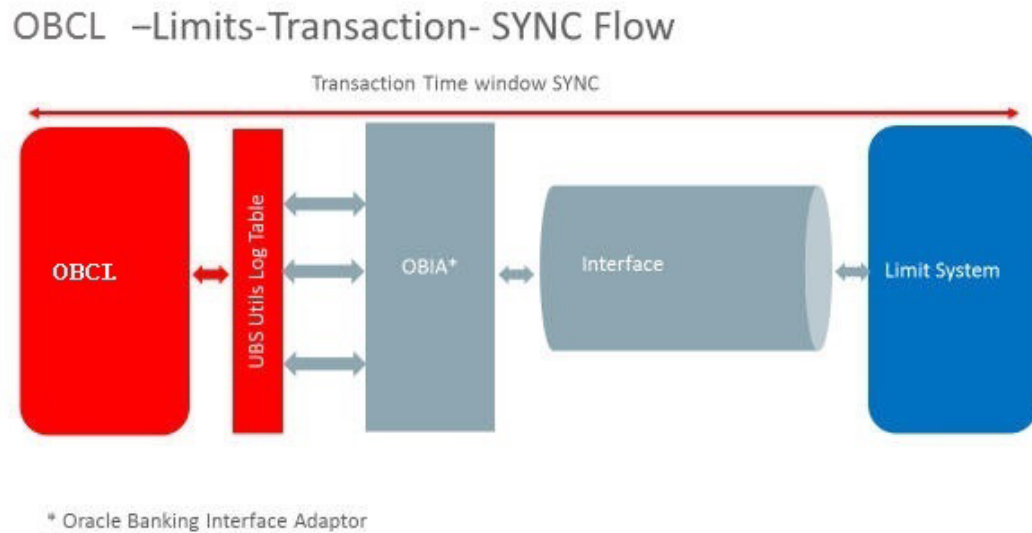 OBCL –Limits-Transaction- SYNC Flow
Transaction Time window SYNC
OBCL
UBS Utils Log Table
OBIA*
Interface
Limit System
* Oracle Banking Interface Adaptor